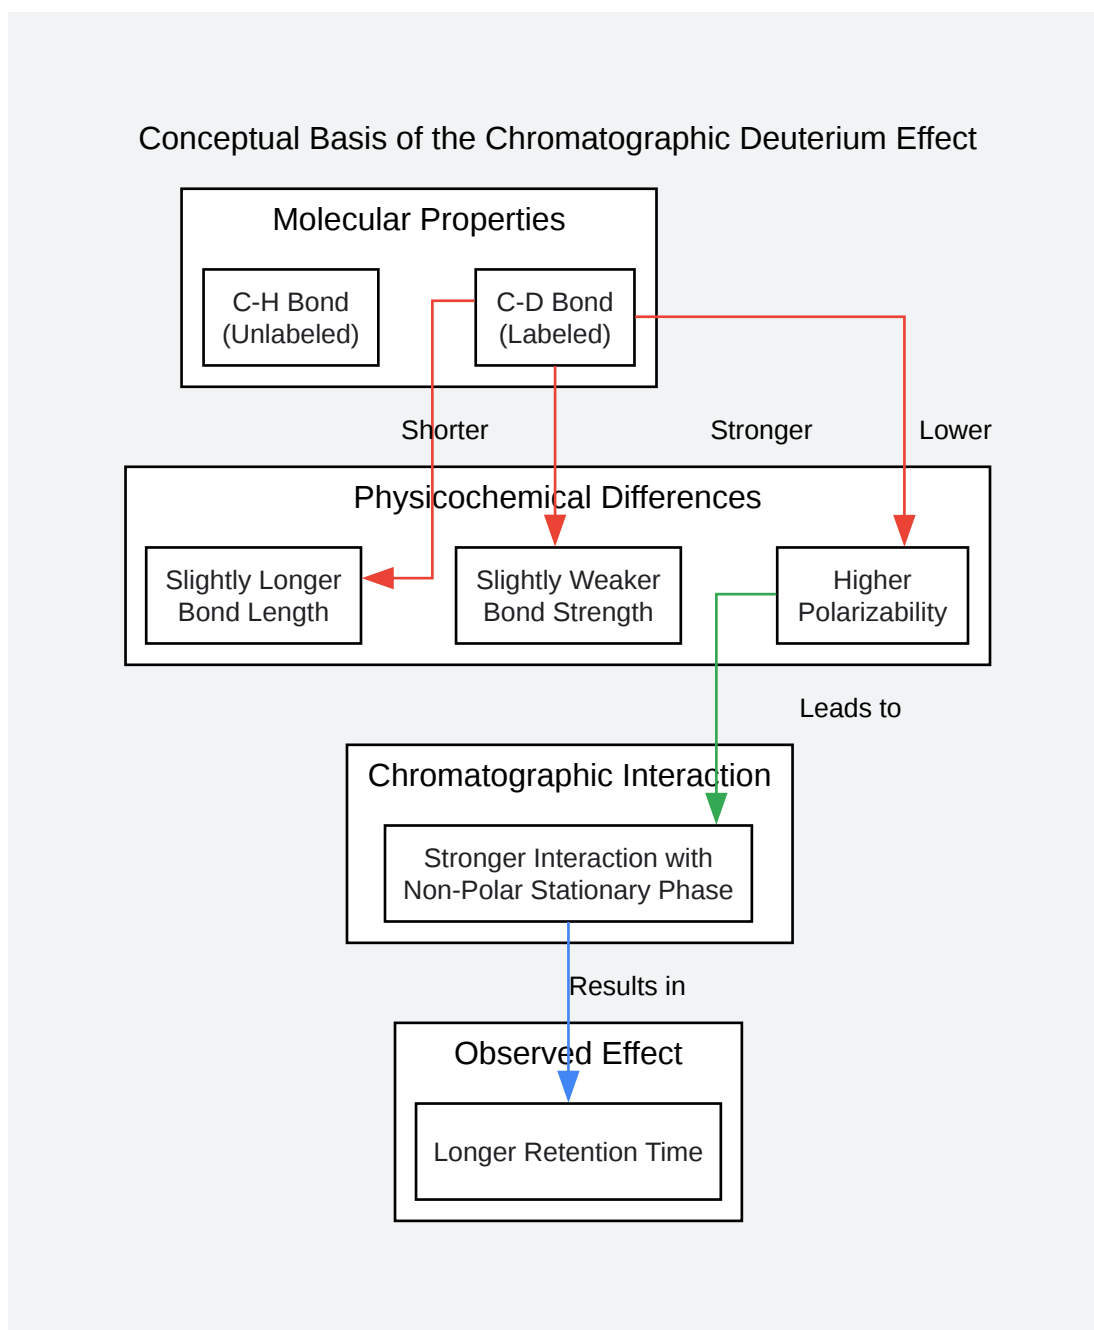 Conceptual Basis of the Chromatographic Deuterium Effect
Molecular Properties
C-H Bond
(Unlabeled)
C-D Bond
(Labeled)
Shorter
Stronger
Lower
Physicochemical Differences
Slightly Longer
Bond Length
Slightly Weaker
Bond Strength
Higher
Polarizability
Leads to
Chromatographic Interaction
Stronger Interaction with
Non-Polar Stationary Phase
Results in
Observed Effect
Longer Retention Time